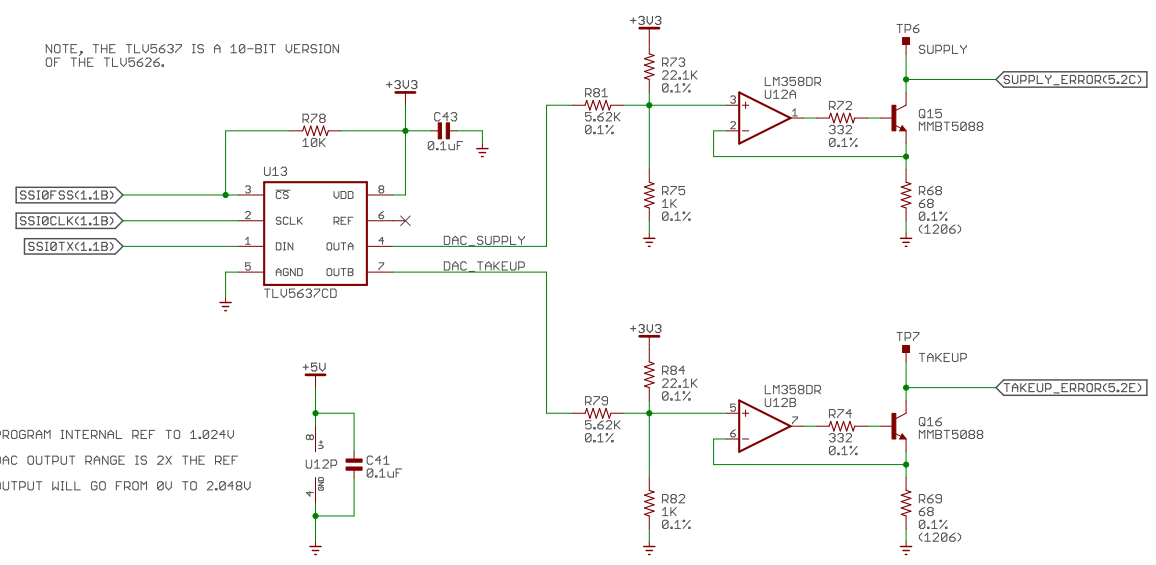 NOTE, THE TLV5637 IS A 10-BIT VERSION
OF THE TLV5626.
+3V3
R78
10K
C43
0.1uF
U13
SSI0FSS(1.1B)
SSI0CLK(1.1B)
SSI0TX(1.1B)
3
2
1
5
CS
SCLK
DIN
AGND
VDD
REF
OUTA
OUTB
8
6
4
7
TLV5637CD
DAC_SUPPLY
DAC_TAKEUP
+3V3
R73
22.1K
0.1%
R81
5.62K
0.1%
R75
1K
0.1%
LM358DR
U12A
3
+
2
-
1
R72
332
0.1%
TP6
SUPPLY
SUPPLY_ERROR(5.2C)
Q15
MMBT5088
R68
68
0.1%
(1206)
+3V3
R84
22.1K
0.1%
R79
5.62K
0.1%
R82
1K
0.1%
LM358DR
U12B
5
+
6
-
7
R74
332
0.1%
TP7
TAKEUP
TAKEUP_ERROR(5.2E)
Q16
MMBT5088
R69
68
0.1%
(1206)
+5V
8
V+
U12P
4
GND
C41
0.1uF
PROGRAM INTERNAL REF TO 1.024V
DAC OUTPUT RANGE IS 2X THE REF
OUTPUT WILL GO FROM 0V TO 2.048V